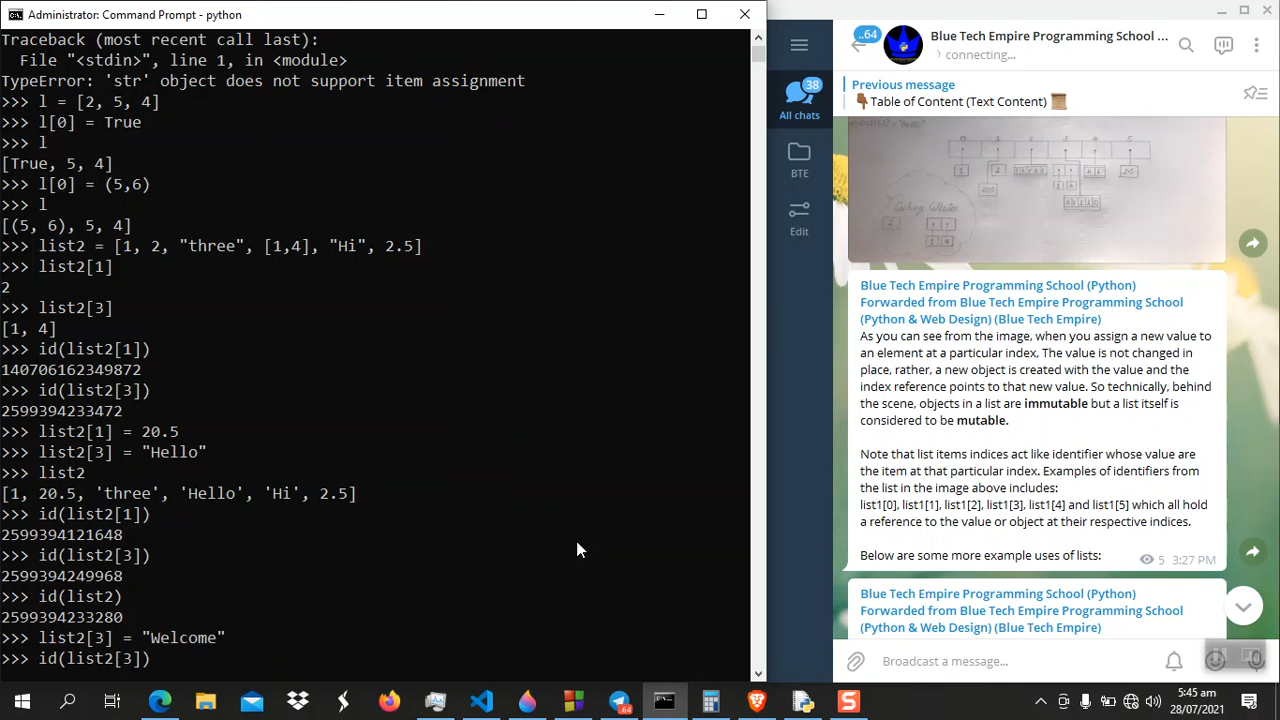 Administrator: Command Prompt - python
Traceback (most recent call last):
  File "<stdin>", line 1, in <module>
TypeError: 'str' object does not support item assignment
>>> l = [2, 5, 4]
>>> l[0] = True
>>> l
[True, 5, 4]
>>> l[0] = (5,6)
>>> l
[(5, 6), 5, 4]
>>> list2 = [1, 2, "three", [1,4], "Hi", 2.5]
>>> list2[1]
2
>>> list2[3]
[1, 4]
>>> id(list2[1])
140706162349872
>>> id(list2[3])
2599394233472
>>> list2[1] = 20.5
>>> list2[3] = "Hello"
>>> list2
[1, 20.5, 'three', 'Hello', 'Hi', 2.5]
>>> id(list2[1])
2599394121648
>>> id(list2[3])
2599394249968
>>> id(list2)
2599394233280
>>> list2[3] = "Welcome"
>>> id(list2[3])
..64
Blue Tech Empire Programming School ...
connecting...
38
All chats
BTE
Edit
Previous message
👇🏾Table of Content (Text Content) 📜
0 1 2 3 4 5
Blue Tech Empire Programming School (Python)
Forwarded from Blue Tech Empire Programming School
(Python & Web Design) (Blue Tech Empire)
As you can see from the image, when you assign a new value to
an element at a particular index, The value is not changed in
place, rather, a new object is created with the value and the
index reference points to that new value. So technically, behind
the scene, objects in a list are immutable but a list itself is
considered to be mutable.
Note that list items indices act like identifier whose value are
the item at that particular index. Examples of identifiers from
the list in the image above includes:
list1[0], list1[1], list1[2], list1[3], list1[4] and list1[5] which all hold
a reference to the value or object at their respective indices.
Below are some more example uses of lists:
5 3:27 PM
Blue Tech Empire Programming School (Python)
Forwarded from Blue Tech Empire Programming School
(Python & Web Design) (Blue Tech Empire)
Broadcast a message...
.64
5:45 am
28/07/2021